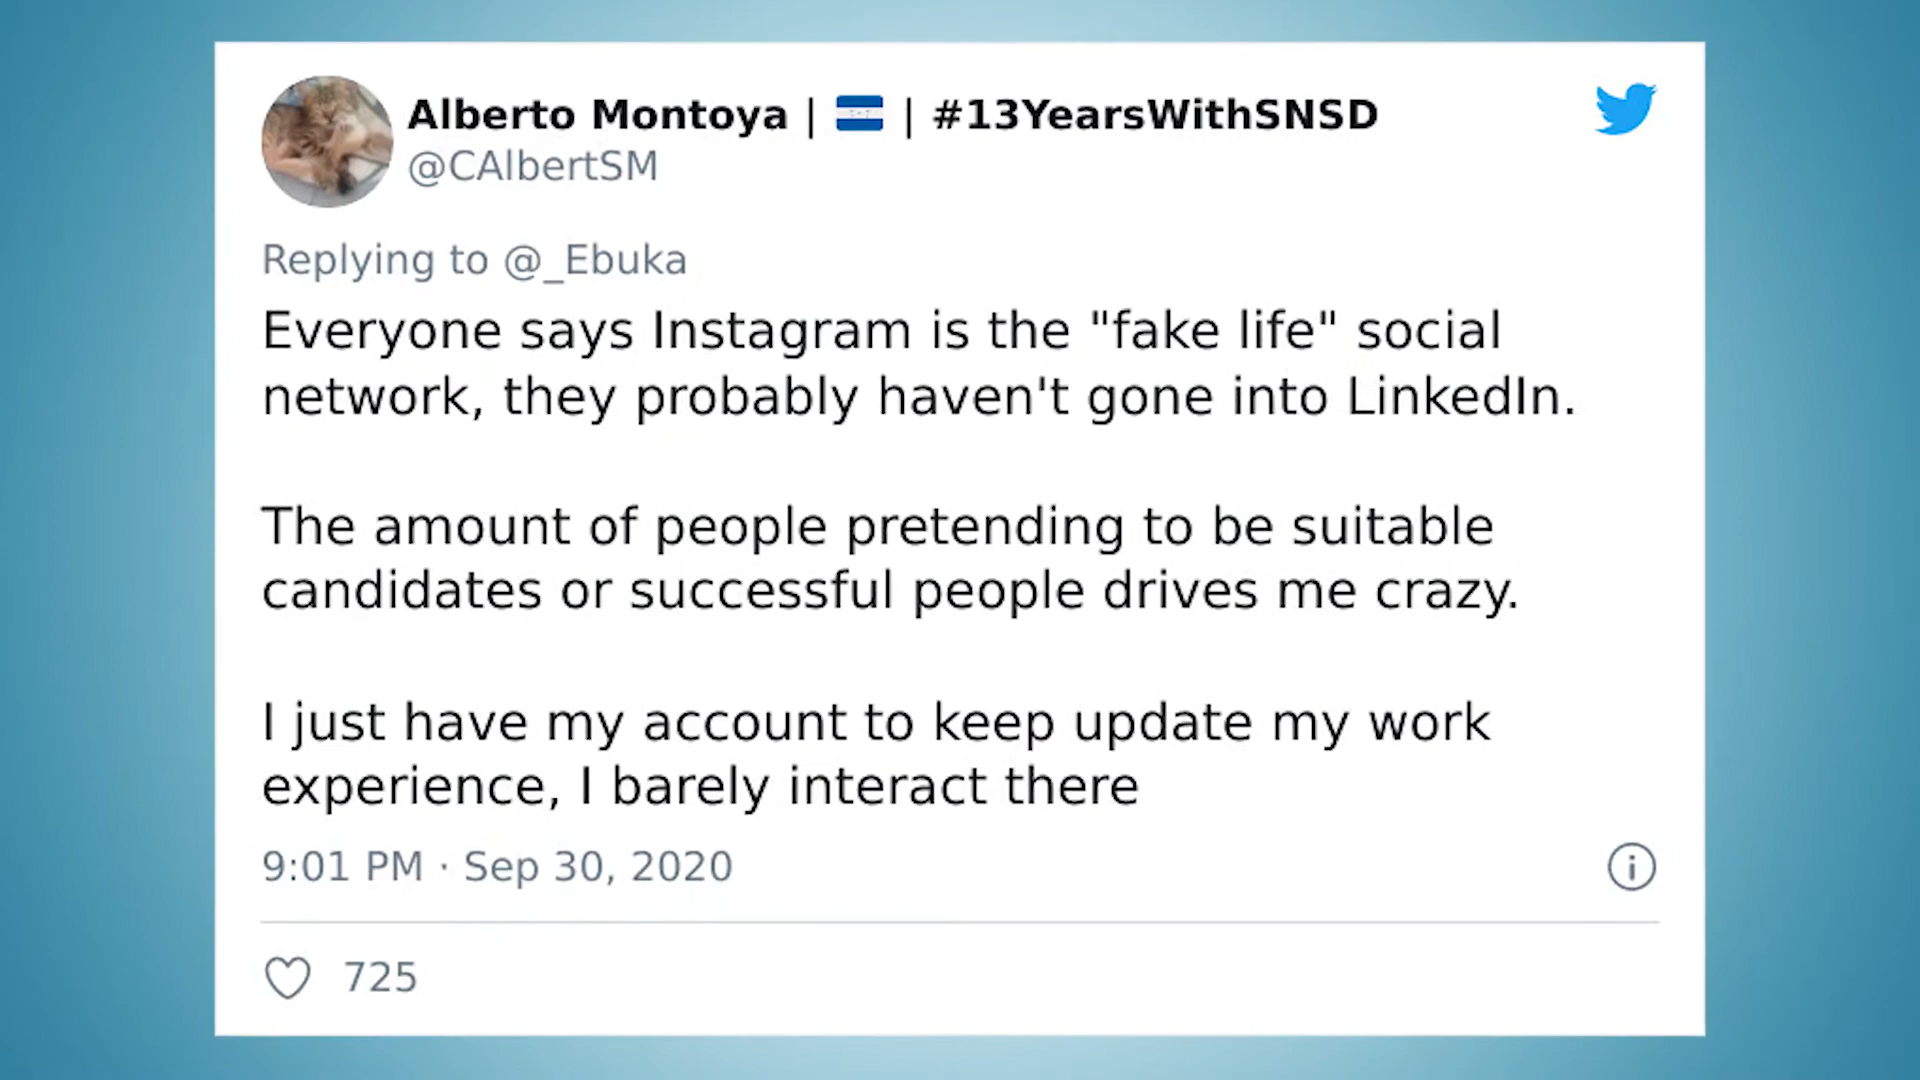 Alberto Montoya | 🇭🇳 | #13YearsWithSNSD
@CAlbertSM
Replying to @_Ebuka
Everyone says Instagram is the "fake life" social
network, they probably haven't gone into LinkedIn.
The amount of people pretending to be suitable
candidates or successful people drives me crazy.
I just have my account to keep update my work
experience, I barely interact there
9:01 PM · Sep 30, 2020
725